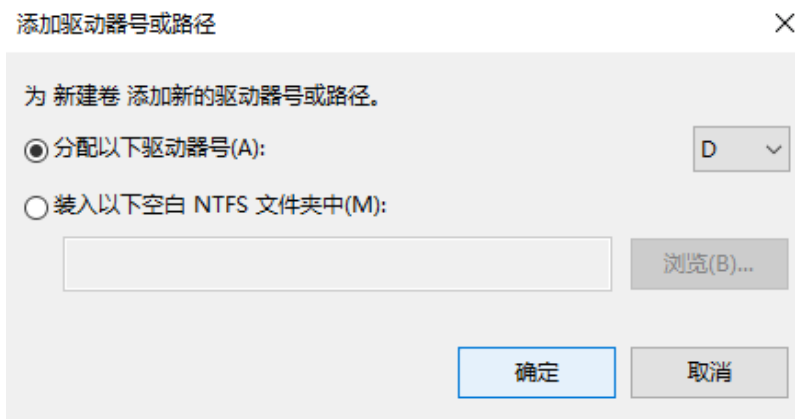 添加驱动器号或路径
为 新建卷 添加新的驱动器号或路径。
分配以下驱动器号(A):
D
装入以下空白 NTFS 文件夹中(M):
浏览(B)...
确定
取消